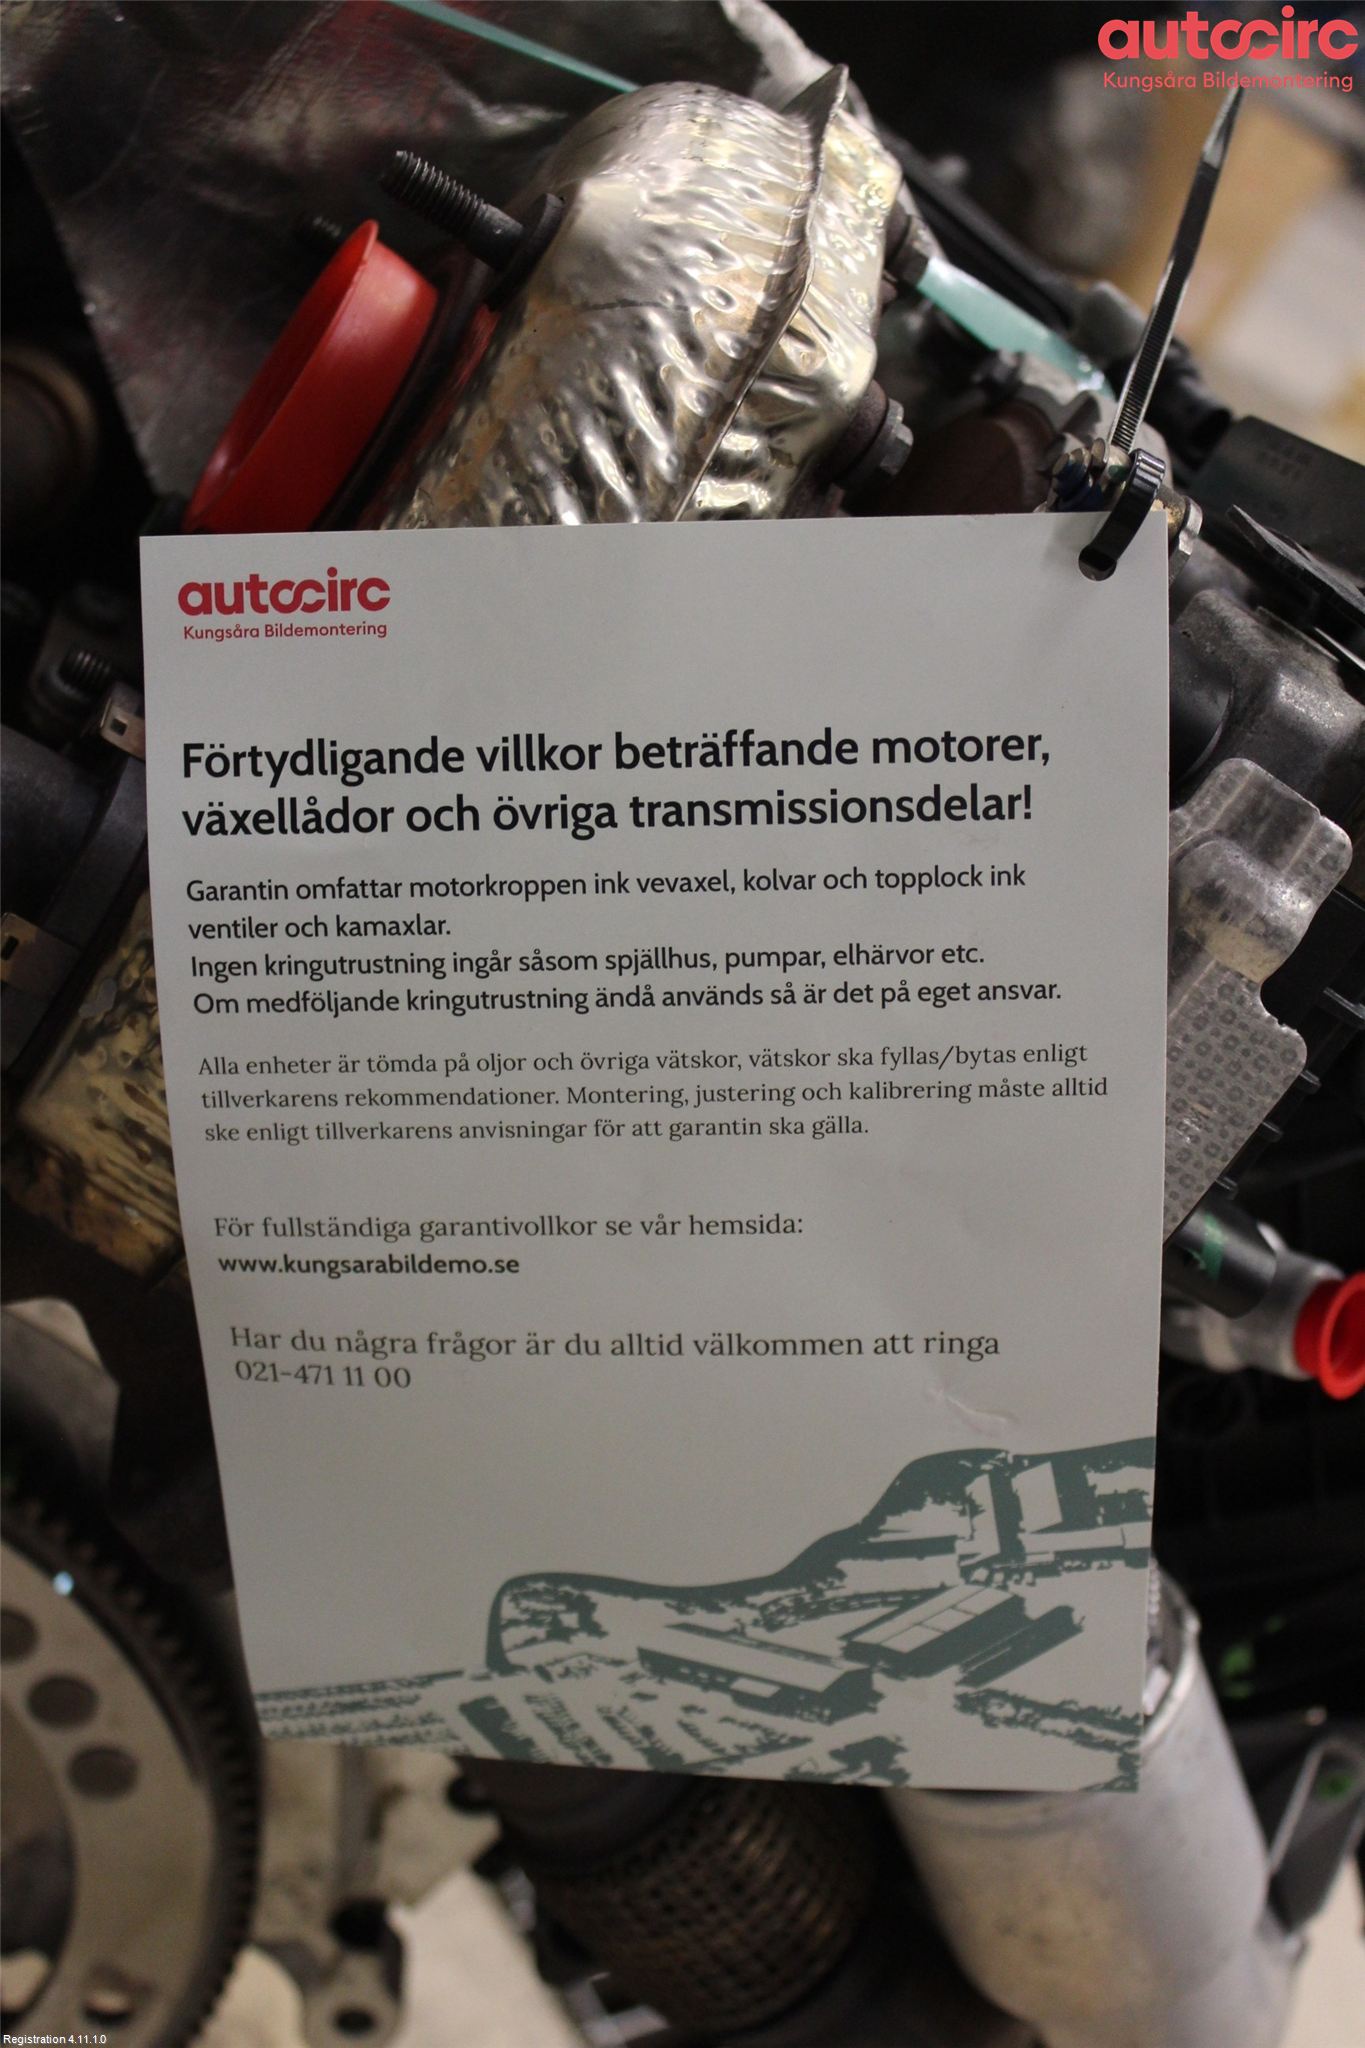 autocirc
Kungsåra Bildemontering
autocirc
Kungsåra Bildemontering
Förtydligande villkor beträffande motorer,
växellådor och övriga transmissionsdelar!
Garantin omfattar motorkroppen ink vevaxel, kolvar och topplock ink
ventiler och kamaxlar.
Ingen kringutrustning ingår såsom spjällhus, pumpar, elhärvor etc.
Om medföljande kringutrustning ändå används så är det på eget ansvar.
Alla enheter är tömda på oljor och övriga vätskor, vätskor ska fyllas/bytas enligt
tillverkarens rekommendationer. Montering, justering och kalibrering måste alltid
ske enligt tillverkarens anvisningar för att garantin ska gälla.
För fullständiga garantivollkor se vår hemsida:
www.kungsarabildemo.se
Har du några frågor är du alltid välkommen att ringa
021-471 11 00
Registration 4.11.1.0